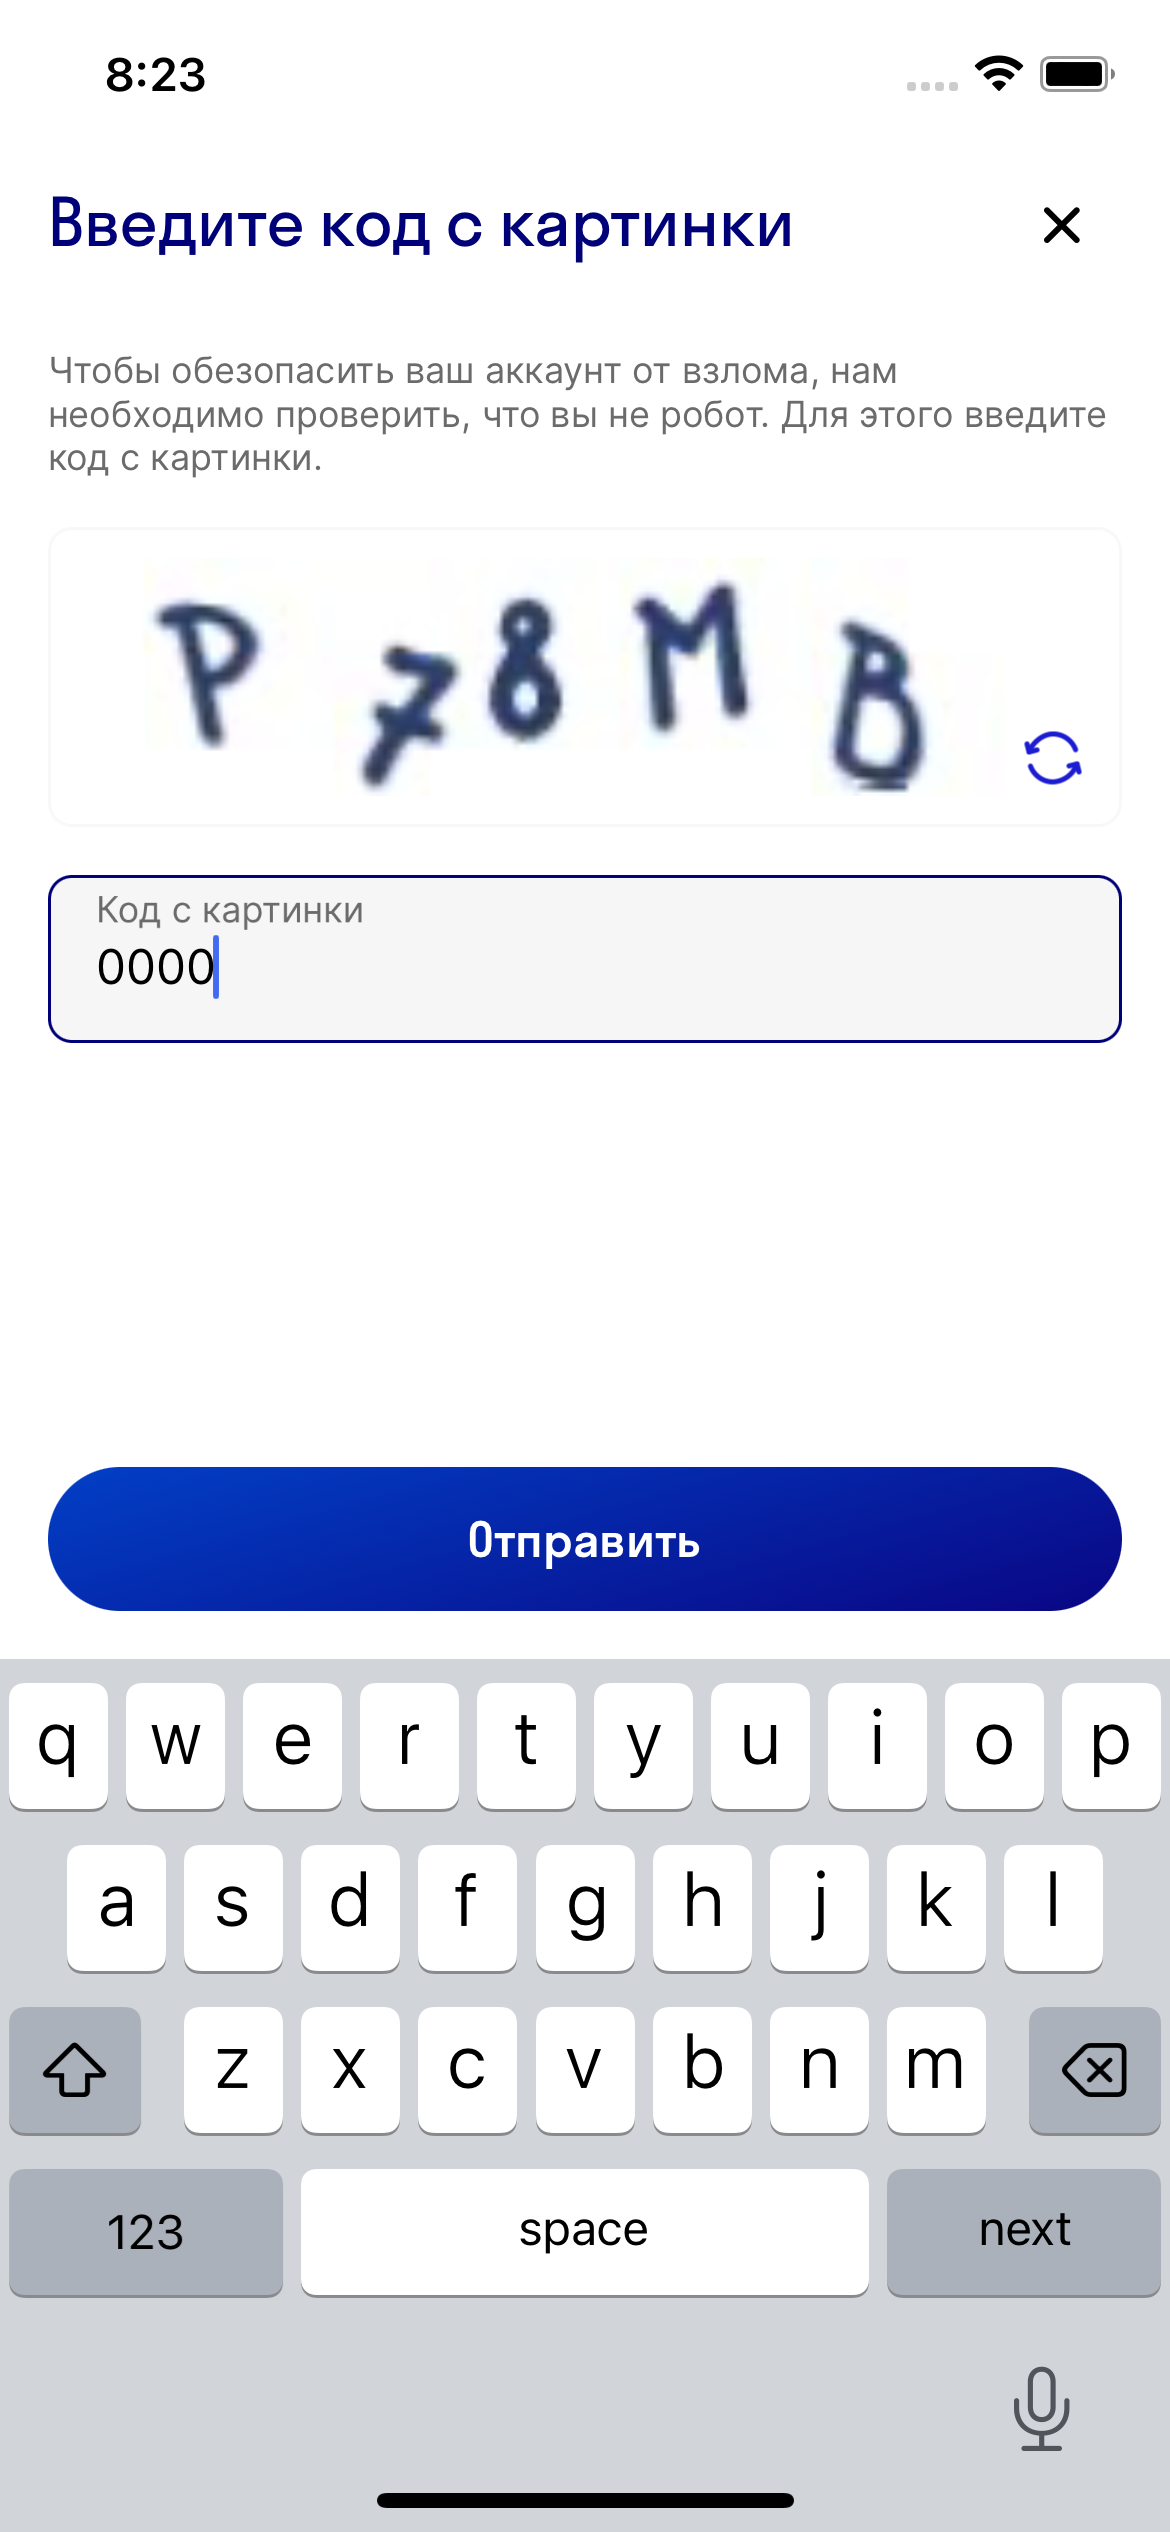 8:23
Введите код с картинки
Чтобы обезопасить ваш аккаунт от взлома, нам
необходимо проверить, что вы не робот. Для этого введите
код с картинки.
P78MB
Код с картинки
0000
Отправить
q w e r t y u i o p
a s d f g h j k l
z x c v b n m
123 space next